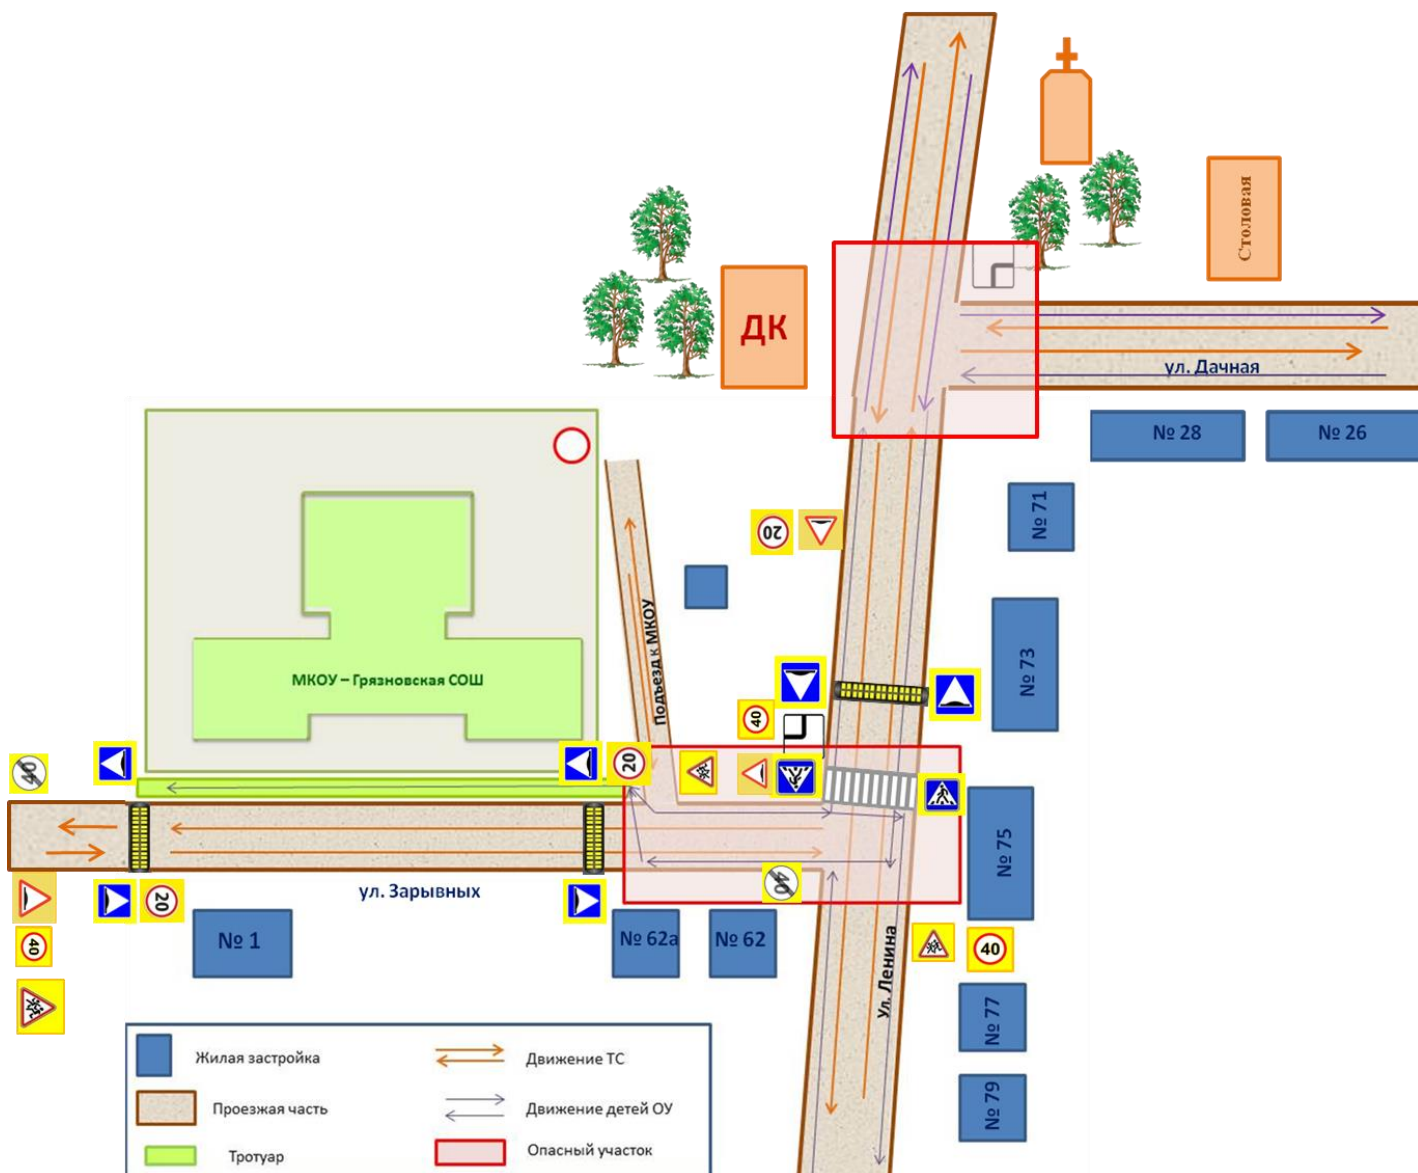 Столовая
ДК
ул. Дачная
№ 28
№ 26
№ 71
20
№ 73
МКОУ – Грязновская СОШ
Подъезд к МКОУ
40
20
40
40
№ 75
ул. Зарывных
20
40
№ 1
№ 62а
№ 62
Ул. Ленина
40
№ 77
№ 79
Жилая застройка
Движение ТС
Проезжая часть
Движение детей ОУ
Тротуар
Опасный участок